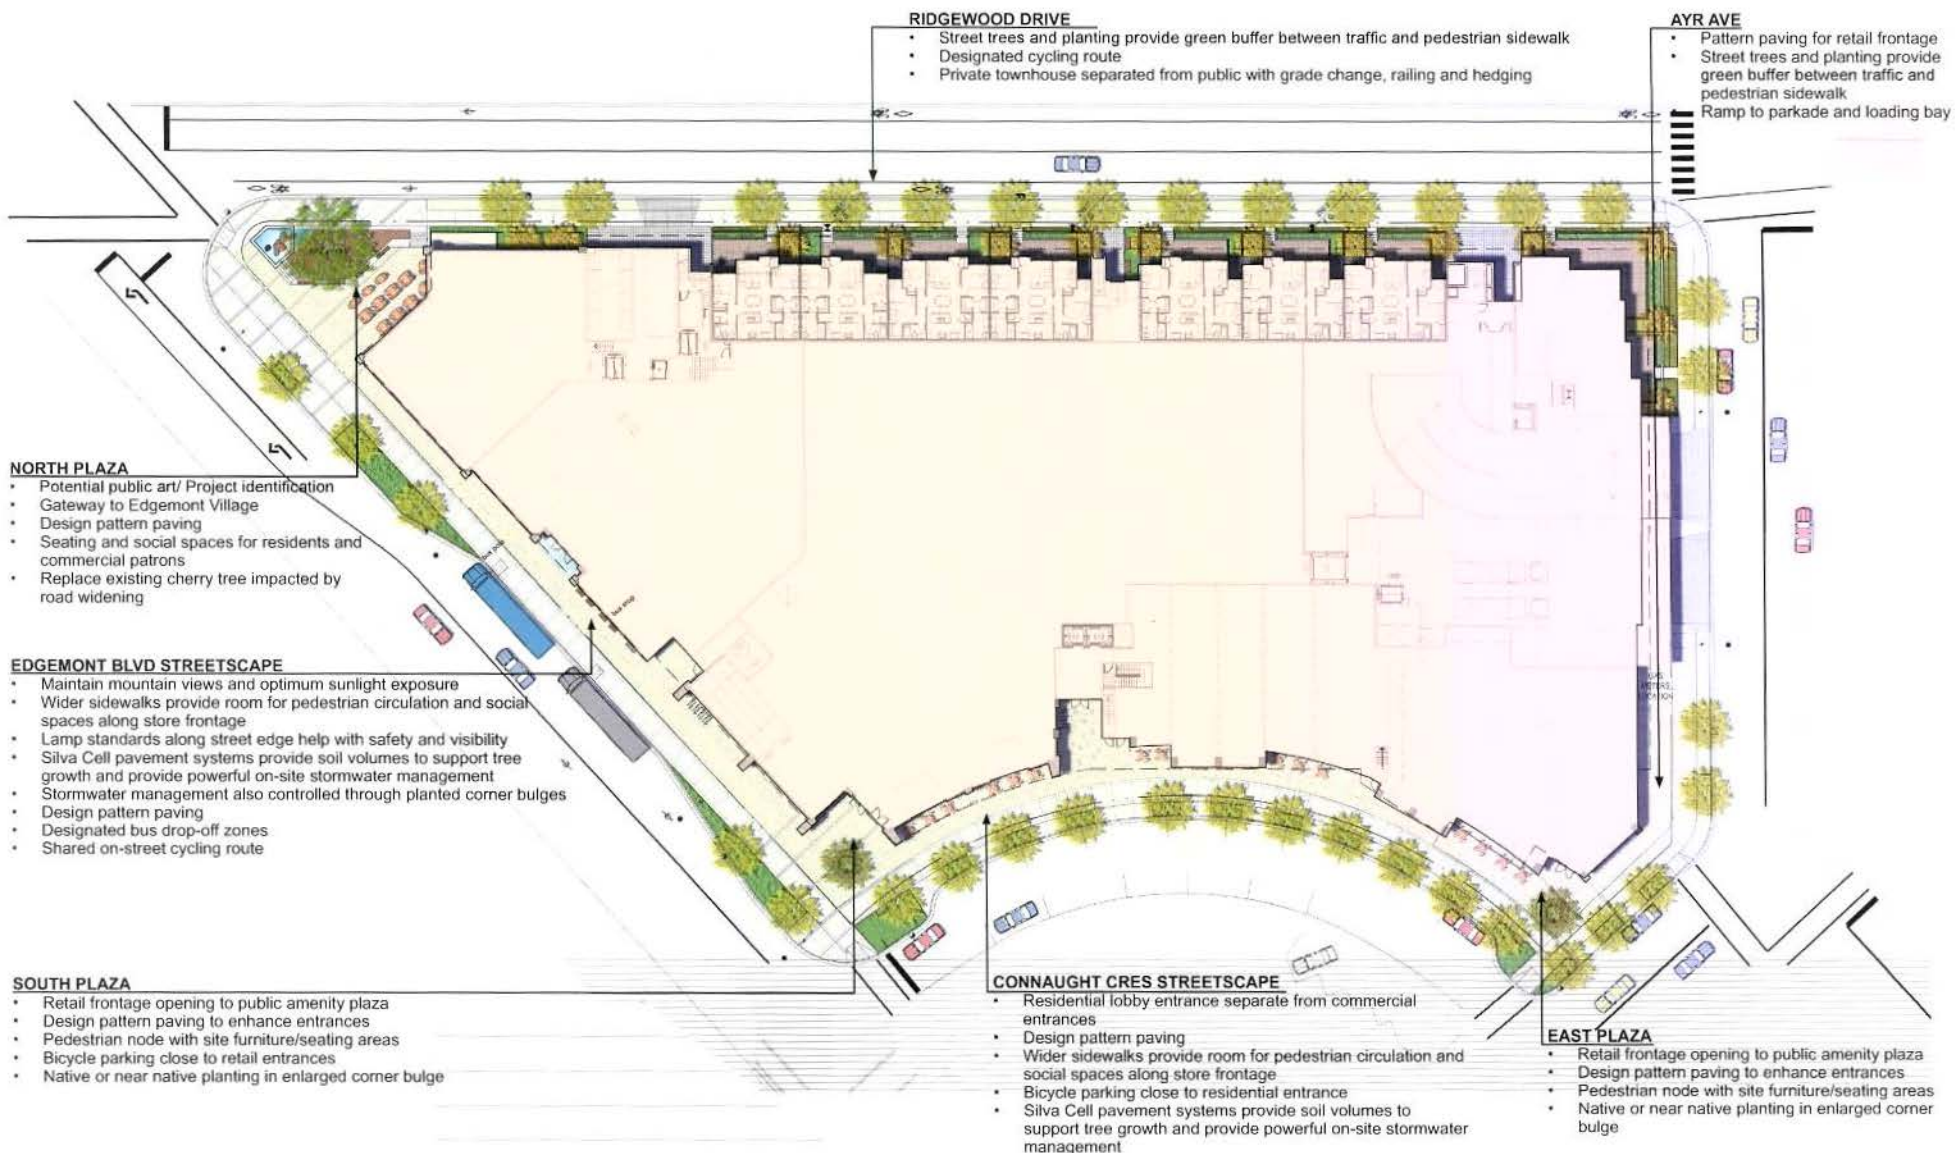 RIDGEWOOD DRIVE
• Street trees and planting provide green buffer between traffic and pedestrian sidewalk
• Designated cycling route
• Private townhouse separated from public with grade change, railing and hedging
AYR AVE
• Pattern paving for retail frontage
• Street trees and planting provide
green buffer between traffic and
pedestrian sidewalk
• Ramp to parkade and loading bay
NORTH PLAZA
• Potential public art/ Project identification
• Gateway to Edgemont Village
• Design pattern paving
• Seating and social spaces for residents and
commercial patrons
• Replace existing cherry tree impacted by
road widening
bus stop
bus stop
EDGEMONT BLVD STREETSCAPE
• Maintain mountain views and optimum sunlight exposure
• Wider sidewalks provide room for pedestrian circulation and social
spaces along store frontage
• Lamp standards along street edge help with safety and visibility
• Silva Cell pavement systems provide soil volumes to support tree
growth and provide powerful on-site stormwater management
• Stormwater management also controlled through planted corner bulges
• Design pattern paving
• Designated bus drop-off zones
• Shared on-street cycling route
GAS
METERS
LOCATION
SOUTH PLAZA
• Retail frontage opening to public amenity plaza
• Design pattern paving to enhance entrances
• Pedestrian node with site furniture/seating areas
• Bicycle parking close to retail entrances
• Native or near native planting in enlarged corner bulge
CONNAUGHT CRES STREETSCAPE
• Residential lobby entrance separate from commercial
entrances
• Design pattern paving
• Wider sidewalks provide room for pedestrian circulation and
social spaces along store frontage
• Bicycle parking close to residential entrance
• Silva Cell pavement systems provide soil volumes to
support tree growth and provide powerful on-site stormwater
management
EAST PLAZA
• Retail frontage opening to public amenity plaza
• Design pattern paving to enhance entrances
• Pedestrian node with site furniture/seating areas
• Native or near native planting in enlarged corner
bulge